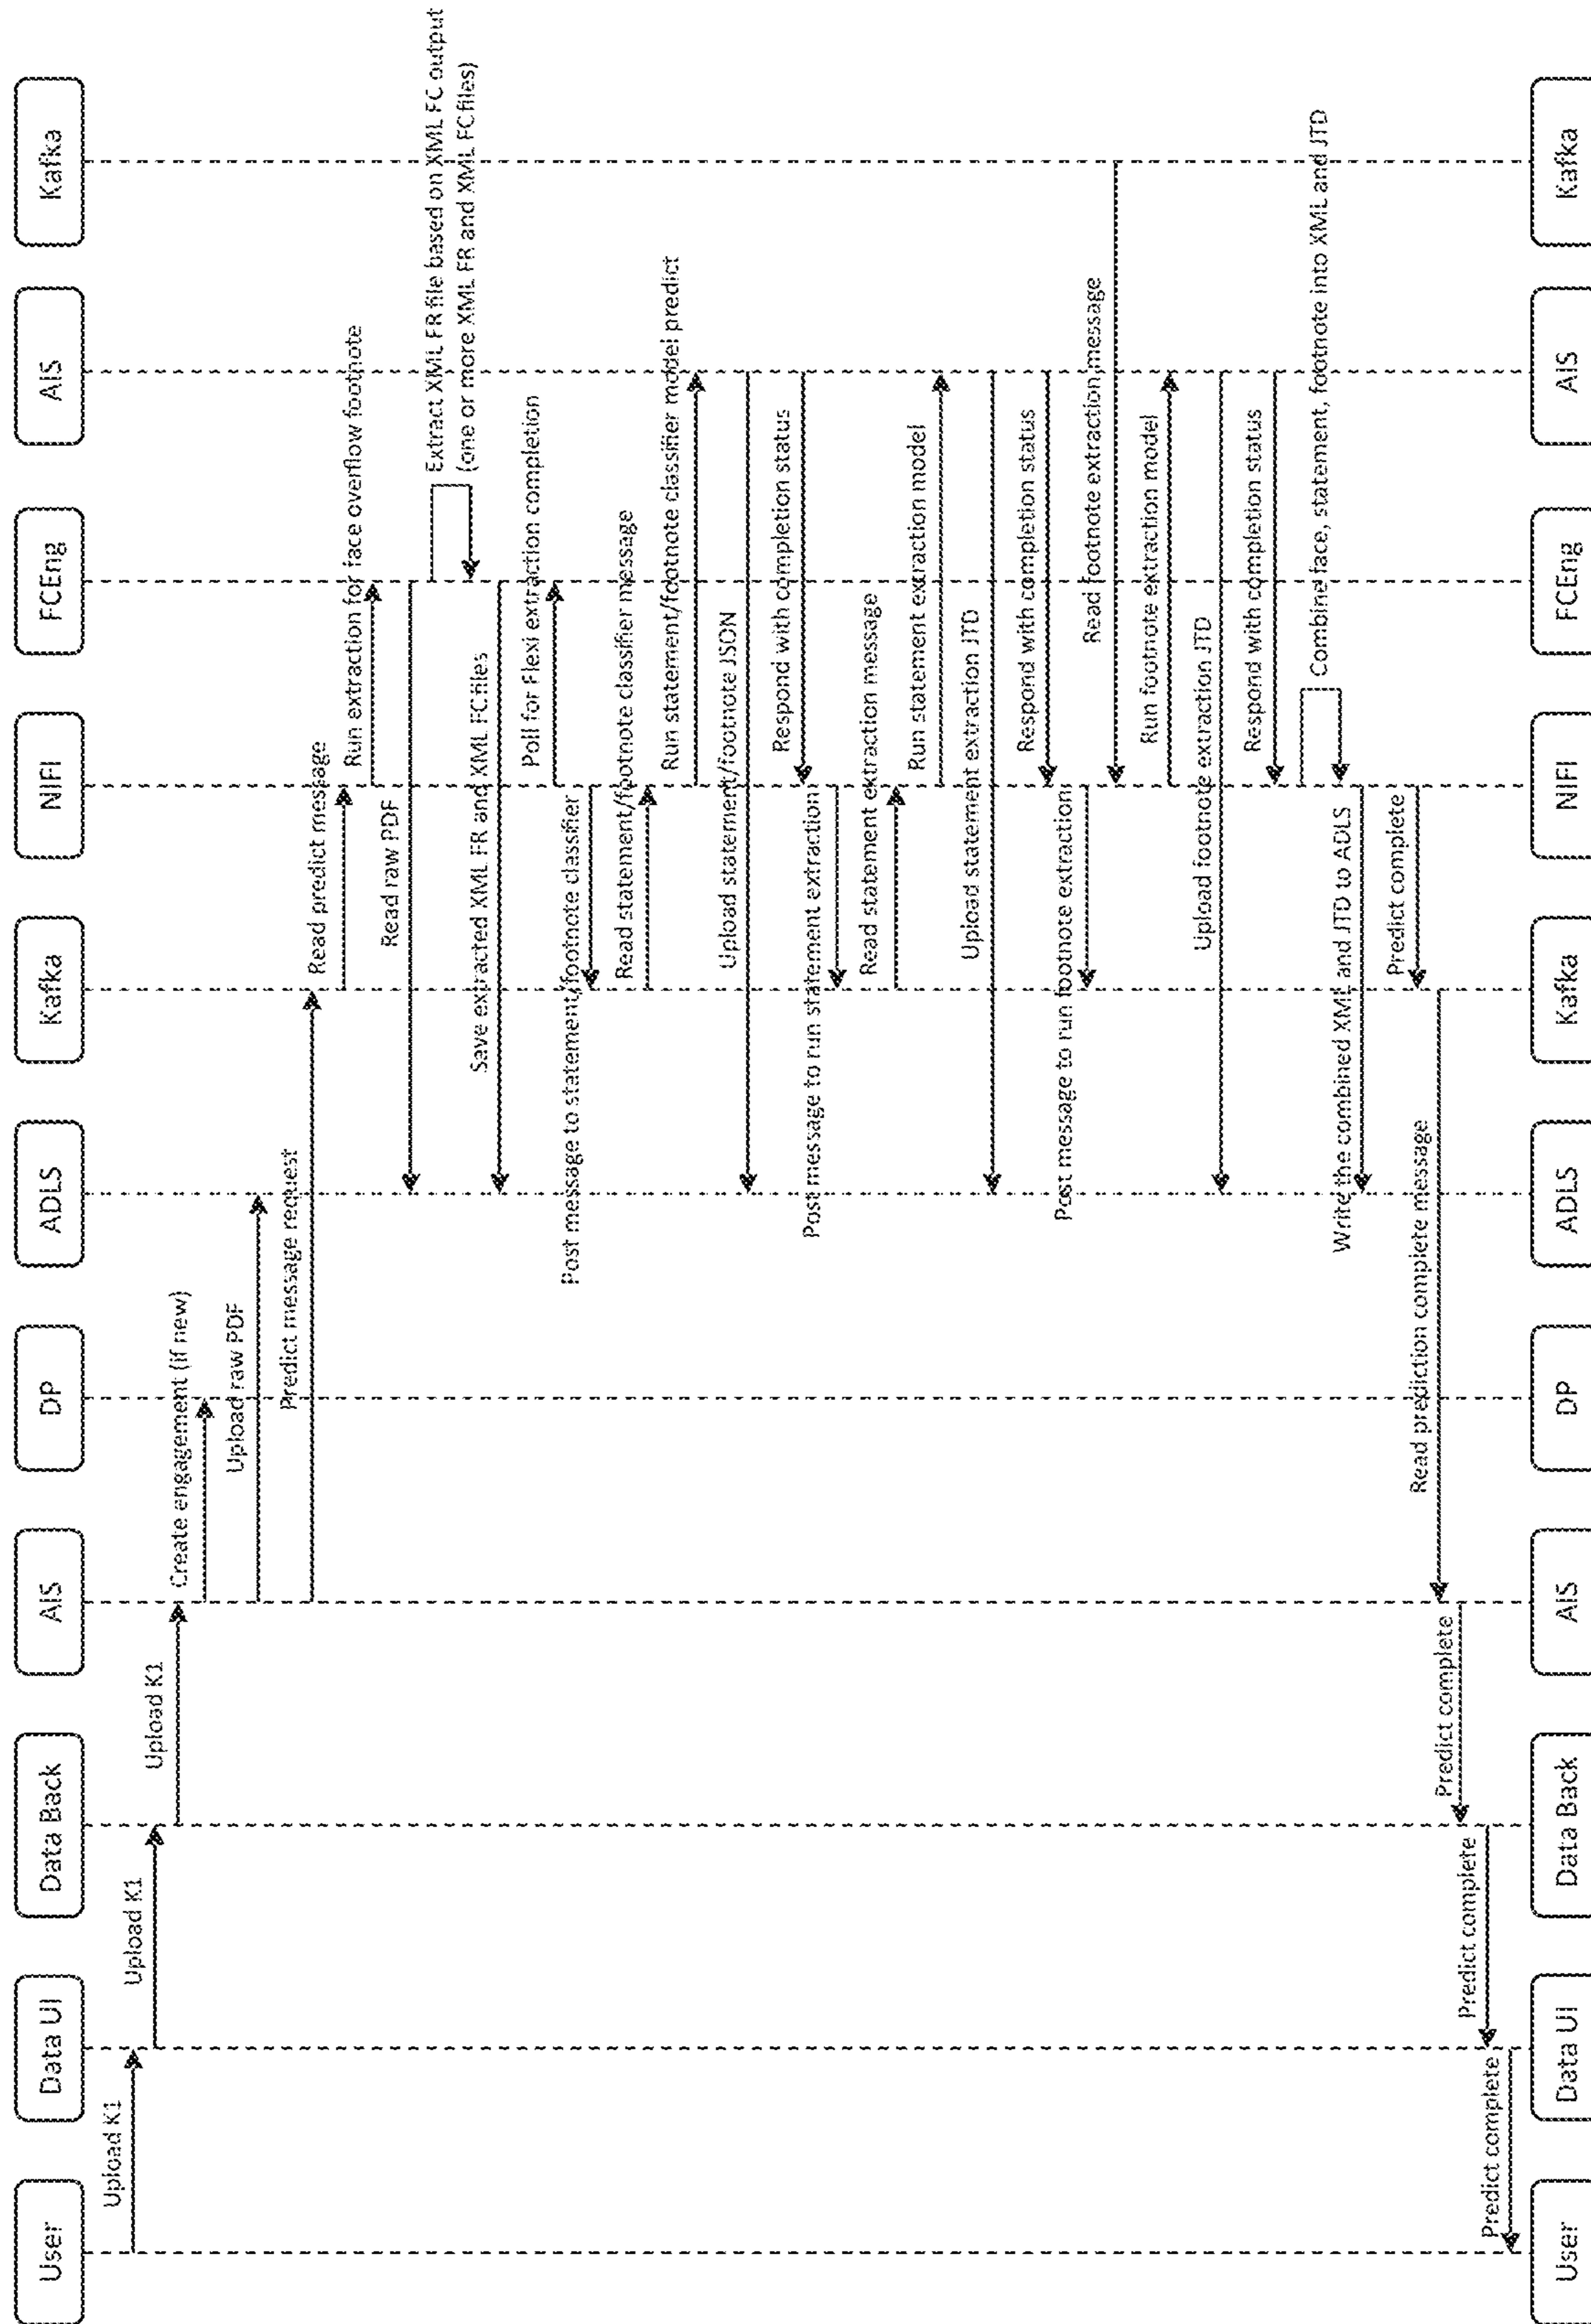 User
Data UI
Data Back
AIS
DP
ADLS
Kafka
NIFI
FCEng
AIS
Kafka
Upload K1
Upload K1
Upload K1
Create engagement (if new)
Upload raw PDF
Predict message request
Read predict message
Run extraction for face overflow footnote
Read raw PDF
Extract XML FR file based on XML FC output
(one or more XML FR and XML FC files)
Save extracted XML FR and XML FC files
Poll for Flexi extraction completion
Post message to statement/footnote classifier
Read statement/footnote classifier message
Run statement/footnote classifier model predict
Upload statement/footnote JSON
Respond with completion status
Post message to run statement extraction
Read statement extraction message
Run statement extraction model
Upload statement extraction JTD
Respond with completion status
Post message to run footnote extraction
Read footnote extraction message
Run footnote extraction model
Upload footnote extraction JTD
Respond with completion status
Combine face, statement, footnote into XML and JTD
Write the combined XML and JTD to ADLS
Predict complete
Read prediction complete message
Predict complete
Predict complete
Predict complete
User
Data UI
Data Back
AIS
DP
ADLS
Kafka
NIFI
FCEng
AIS
Kafka